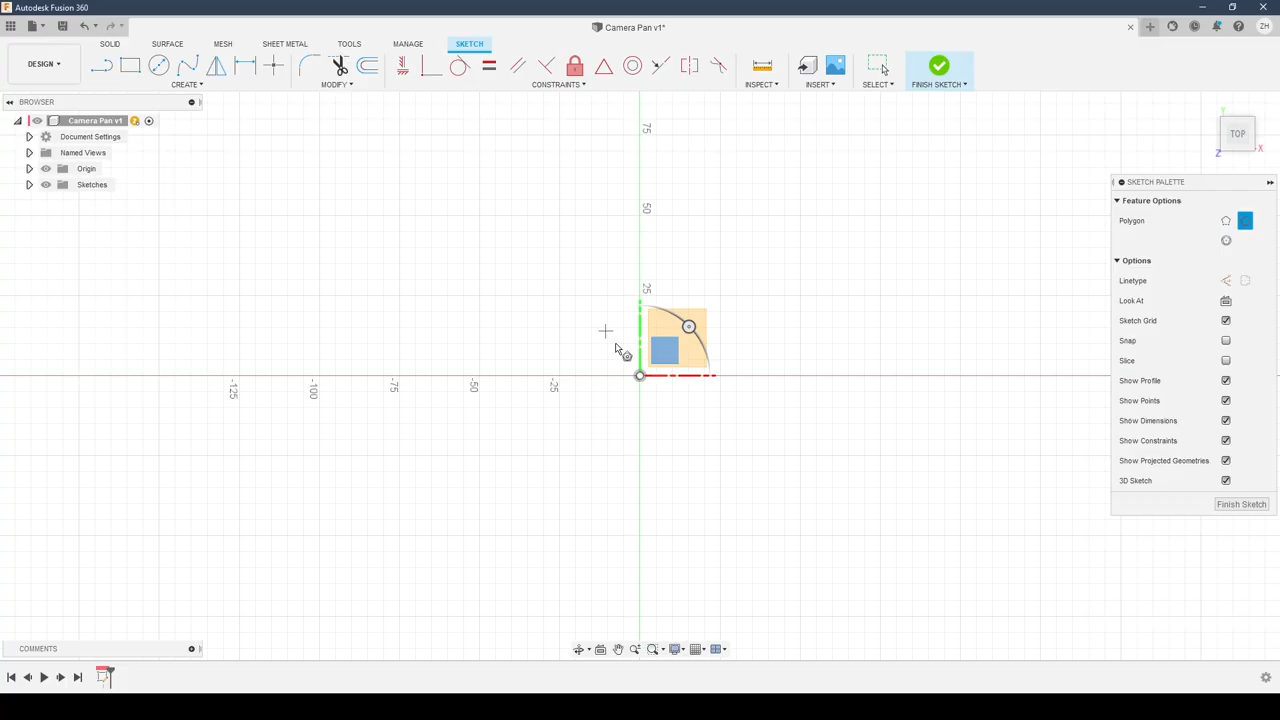 Autodesk Fusion 360
Camera Pan v1*
ZH
DESIGN
SOLID
SURFACE
MESH
SHEET METAL
TOOLS
MANAGE
SKETCH
CREATE
MODIFY
CONSTRAINTS
INSPECT
INSERT
SELECT
FINISH SKETCH
BROWSER
Camera Pan v1
Document Settings
Named Views
Origin
Sketches
75
50
25
-125
-100
-75
-50
-25
Y
TOP
X
Z
SKETCH PALETTE
Feature Options
Polygon
Options
Linetype
Look At
Sketch Grid
Snap
Slice
Show Profile
Show Points
Show Dimensions
Show Constraints
Show Projected Geometries
3D Sketch
Finish Sketch
COMMENTS